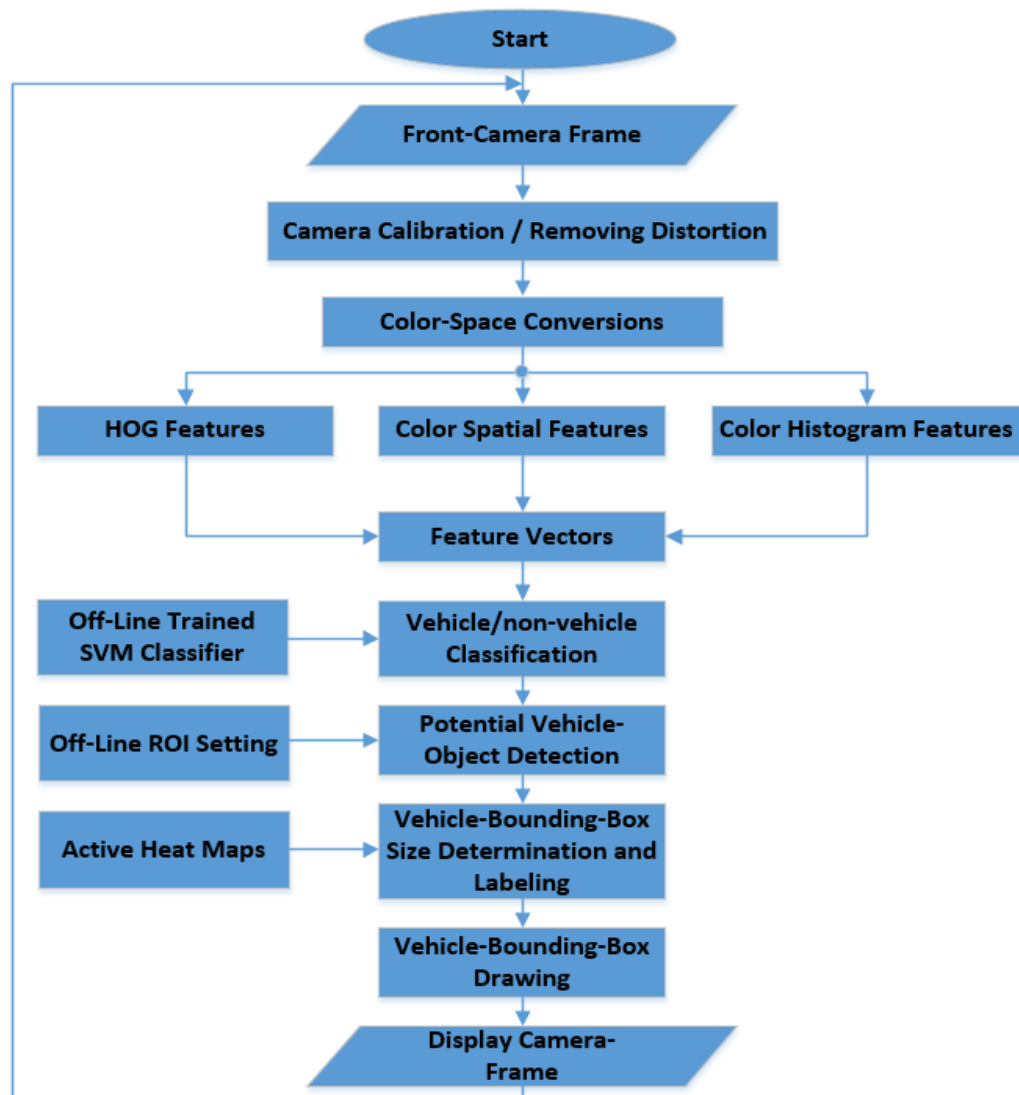 Start
Front-Camera Frame
Camera Calibration / Removing Distortion
Color-Space Conversions
HOG Features
Color Spatial Features
Color Histogram Features
Feature Vectors
Off-Line Trained
SVM Classifier
Vehicle/non-vehicle
Classification
Off-Line ROI Setting
Potential Vehicle-
Object Detection
Active Heat Maps
Vehicle-Bounding-Box
Size Determination and
Labeling
Vehicle-Bounding-Box
Drawing
Display Camera-
Frame